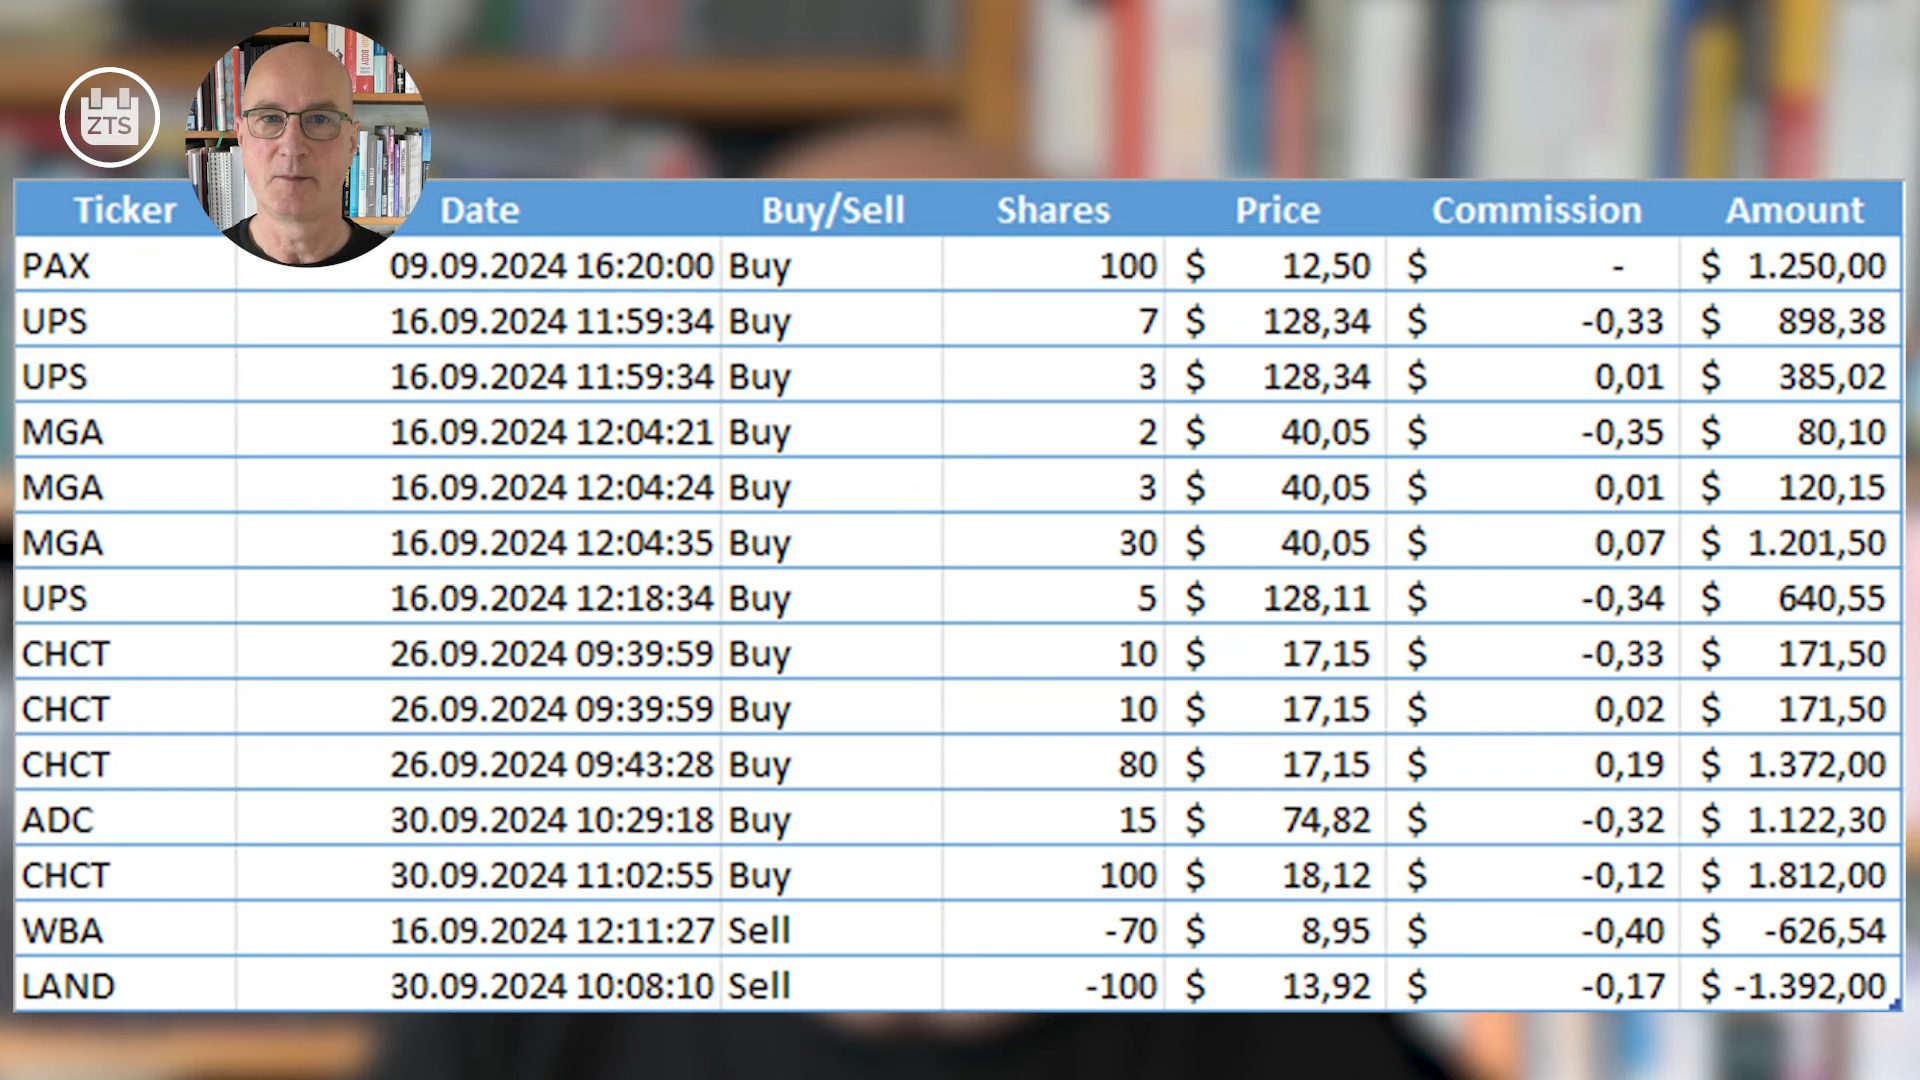 ZTS
Ticker Date Buy/Sell Shares Price Commission Amount
PAX 09.09.2024 16:20:00 Buy 100 $ 12,50 $ - $ 1.250,00
UPS 16.09.2024 11:59:34 Buy 7 $ 128,34 $ -0,33 $ 898,38
UPS 16.09.2024 11:59:34 Buy 3 $ 128,34 $ 0,01 $ 385,02
MGA 16.09.2024 12:04:21 Buy 2 $ 40,05 $ -0,35 $ 80,10
MGA 16.09.2024 12:04:24 Buy 3 $ 40,05 $ 0,01 $ 120,15
MGA 16.09.2024 12:04:35 Buy 30 $ 40,05 $ 0,07 $ 1.201,50
UPS 16.09.2024 12:18:34 Buy 5 $ 128,11 $ -0,34 $ 640,55
CHCT 26.09.2024 09:39:59 Buy 10 $ 17,15 $ -0,33 $ 171,50
CHCT 26.09.2024 09:39:59 Buy 10 $ 17,15 $ 0,02 $ 171,50
CHCT 26.09.2024 09:43:28 Buy 80 $ 17,15 $ 0,19 $ 1.372,00
ADC 30.09.2024 10:29:18 Buy 15 $ 74,82 $ -0,32 $ 1.122,30
CHCT 30.09.2024 11:02:55 Buy 100 $ 18,12 $ -0,12 $ 1.812,00
WBA 16.09.2024 12:11:27 Sell -70 $ 8,95 $ -0,40 $ -626,54
LAND 30.09.2024 10:08:10 Sell -100 $ 13,92 $ -0,17 $ -1.392,00